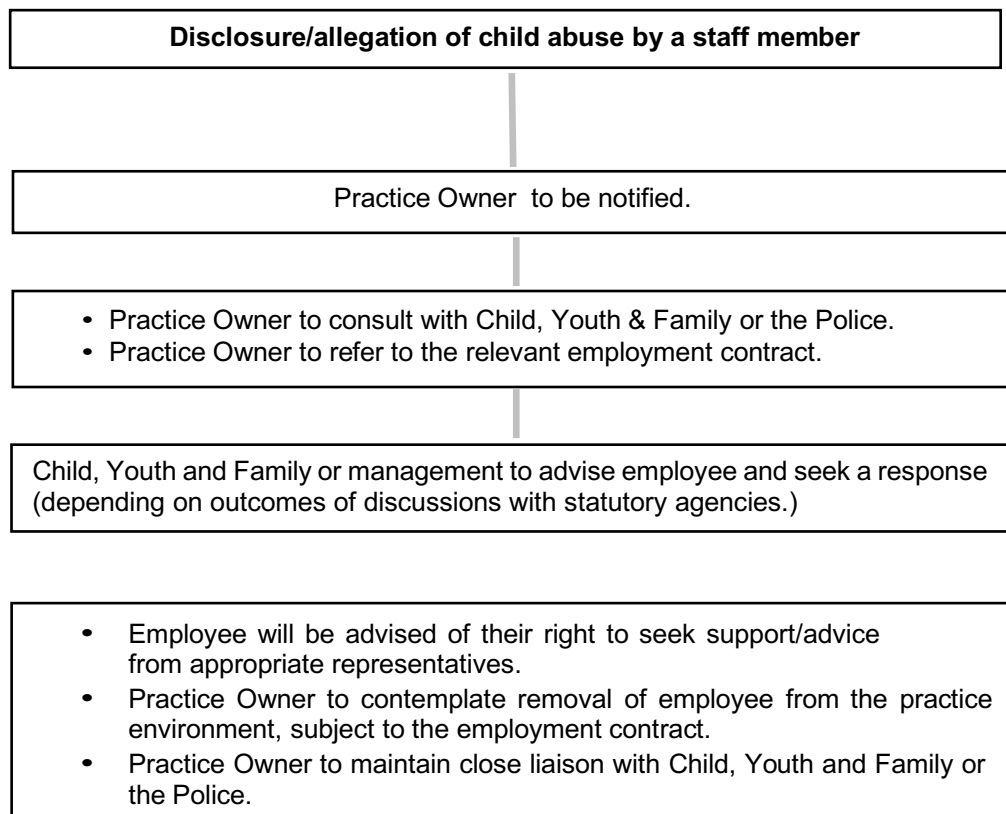 Disclosure/allegation of child abuse by a staff member
Practice Owner to be notified.
• Practice Owner to consult with Child, Youth & Family or the Police.
• Practice Owner to refer to the relevant employment contract.
Child, Youth and Family or management to advise employee and seek a response
(depending on outcomes of discussions with statutory agencies.)
• Employee will be advised of their right to seek support/advice
from appropriate representatives.
• Practice Owner to contemplate removal of employee from the practice
environment, subject to the employment contract.
• Practice Owner to maintain close liaison with Child, Youth and Family or
the Police.